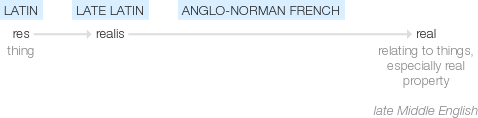 LATIN LATE LATIN ANGLO-NORMAN FRENCH
res realis real
thing relating to things,
especially real
property
late Middle English